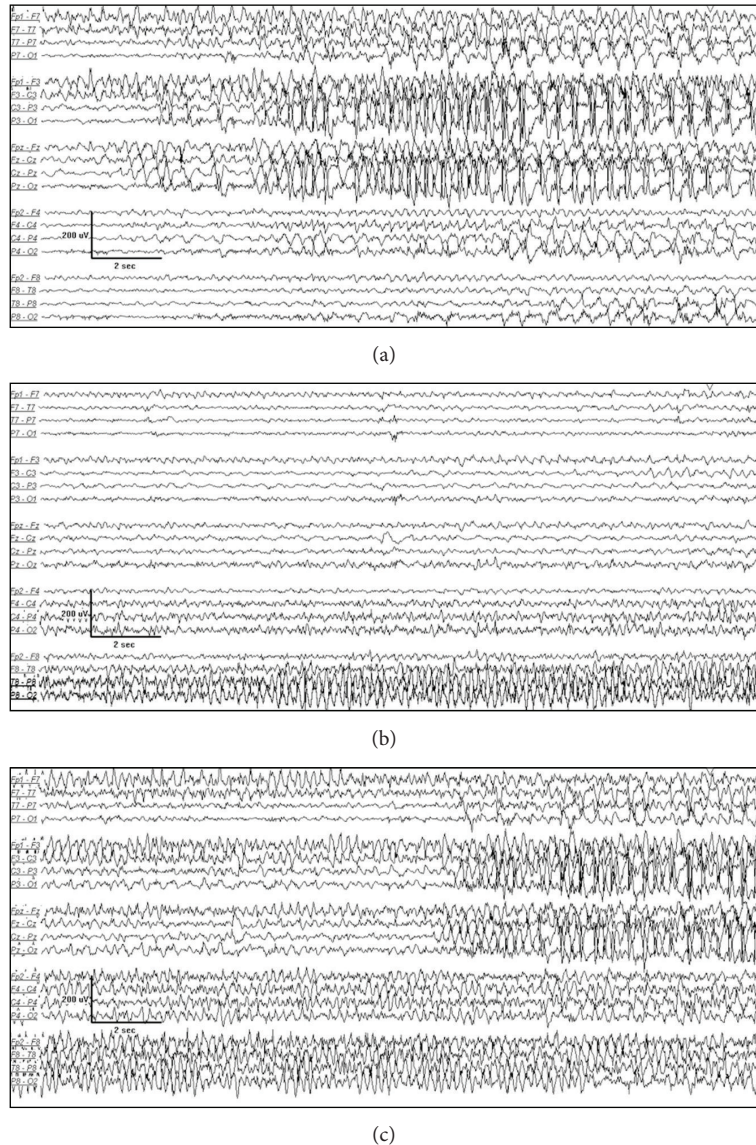 Fp1 - F7
F7 - T7
T7 - P7
P7 - O1
Fp1 - F3
F3 - C3
C3 - P3
P3 - O1
Fpz - Fz
Fz - Cz
Cz - Pz
Pz - Oz
Fp2 - F4
F4 - C4
C4 - P4
200 uV
P4 - O2
2 sec
Fp2 - F8
F8 - T8
T8 - P8
P8 - O2
(a)
Fp1 - F7
F7 - T7
T7 - P7
P7 - O1
Fp1 - F3
F3 - C3
C3 - P3
P3 - O1
Fpz - Fz
Fz - Cz
Cz - Pz
Pz - Oz
Fp2 - F4
F4 - C4
C4 - P4
200 uV
P4 - O2
2 sec
Fp2 - F8
F8 - T8
T8 - P8
P8 - O2
(b)
Fp1 - F7
F7 - T7
T7 - P7
P7 - O1
Fp1 - F3
F3 - C3
C3 - P3
P3 - O1
Fpz - Fz
Fz - Cz
Cz - Pz
Pz - Oz
Fp2 - F4
F4 - C4
C4 - P4
200 uV
P4 - O2
2 sec
Fp2 - F8
F8 - T8
T8 - P8
P8 - O2
(c)